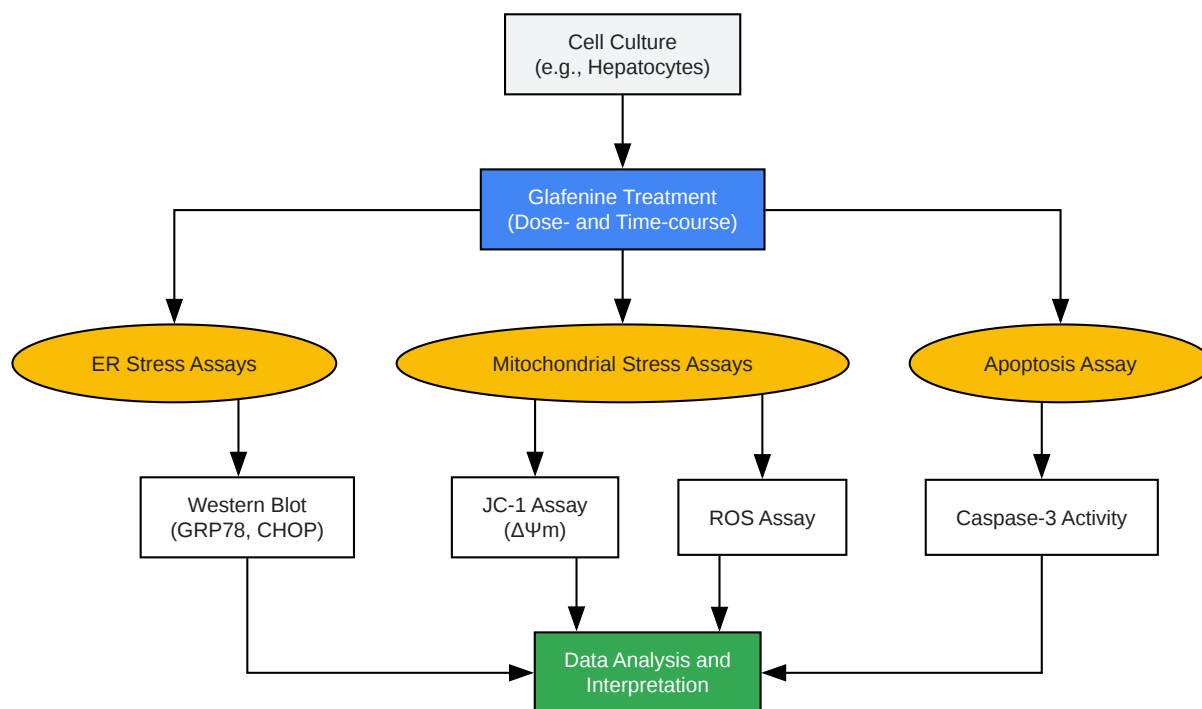 Cell Culture
(e.g., Hepatocytes)
Glafenine Treatment
(Dose- and Time-course)
ER Stress Assays
Mitochondrial Stress Assays
Apoptosis Assay
Western Blot
(GRP78, CHOP)
JC-1 Assay
(ΔΨm)
ROS Assay
Caspase-3 Activity
Data Analysis and
Interpretation